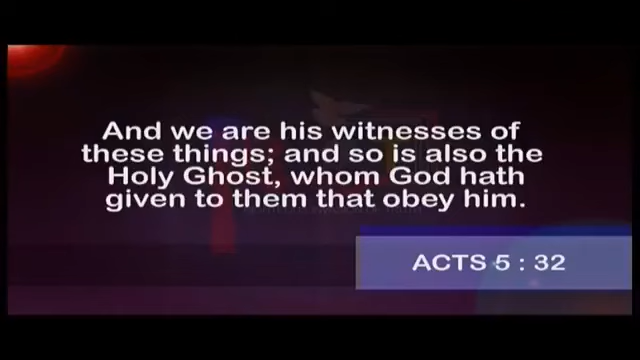 And we are his witnesses of
these things; and so is also the
Holy Ghost, whom God hath
given to them that obey him.
ACTS 5 : 32